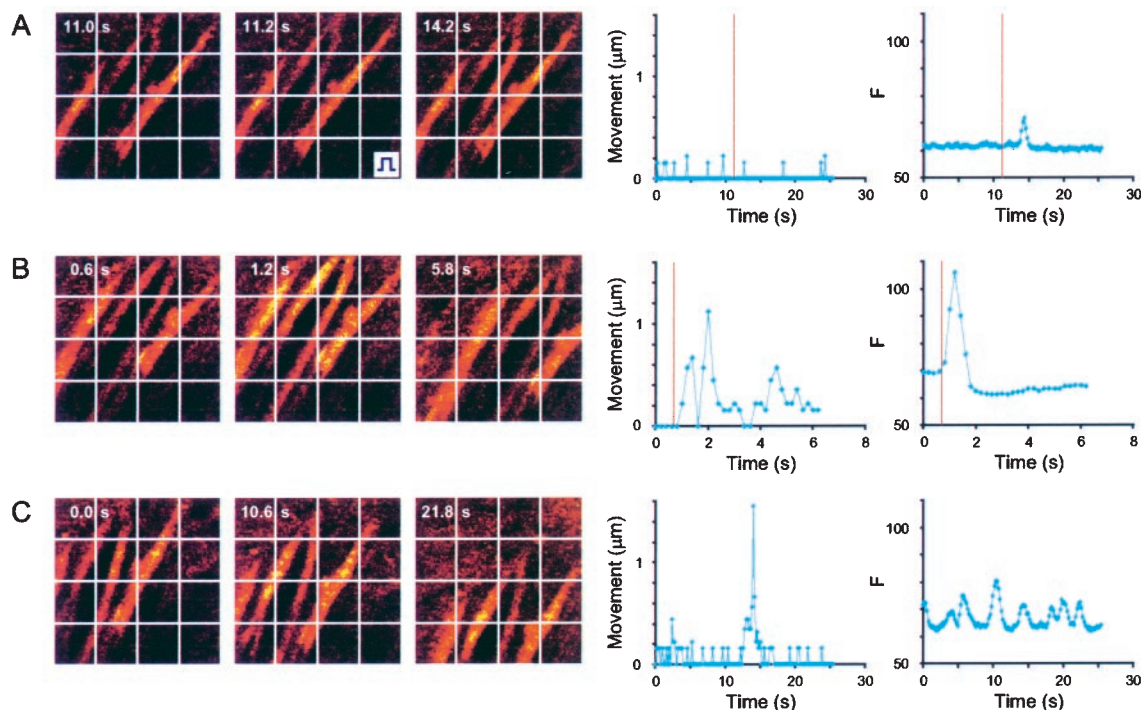 A
11.0 s
11.2 s
14.2 s
Movement (µm)
1
0
0 10 20 30
Time (s)
F
100
50
0 10 20 30
Time (s)
B
0.6 s
1.2 s
5.8 s
Movement (µm)
1
0
0 2 4 6 8
Time (s)
F
100
50
0 2 4 6 8
Time (s)
C
0.0 s
10.6 s
21.8 s
Movement (µm)
1
0
0 10 20 30
Time (s)
F
100
50
0 10 20 30
Time (s)